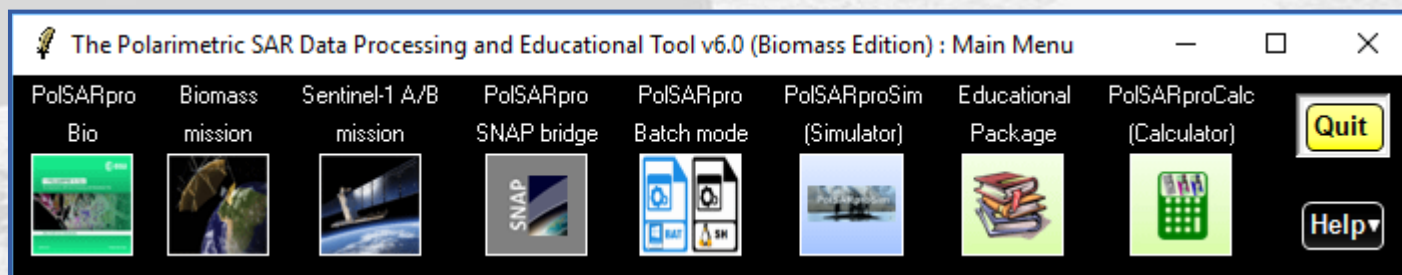 The Polarimetric SAR Data Processing and Educational Tool v6.0 (Biomass Edition) : Main Menu
PolSARpro Biomass Sentinel-1 A/B PolSARpro PolSARpro PolSARproSim Educational PolSARproCalc
Bio mission mission SNAP bridge Batch mode (Simulator) Package (Calculator)
Quit
esa
SNAP
PolSARproSim
BAT SH
Help